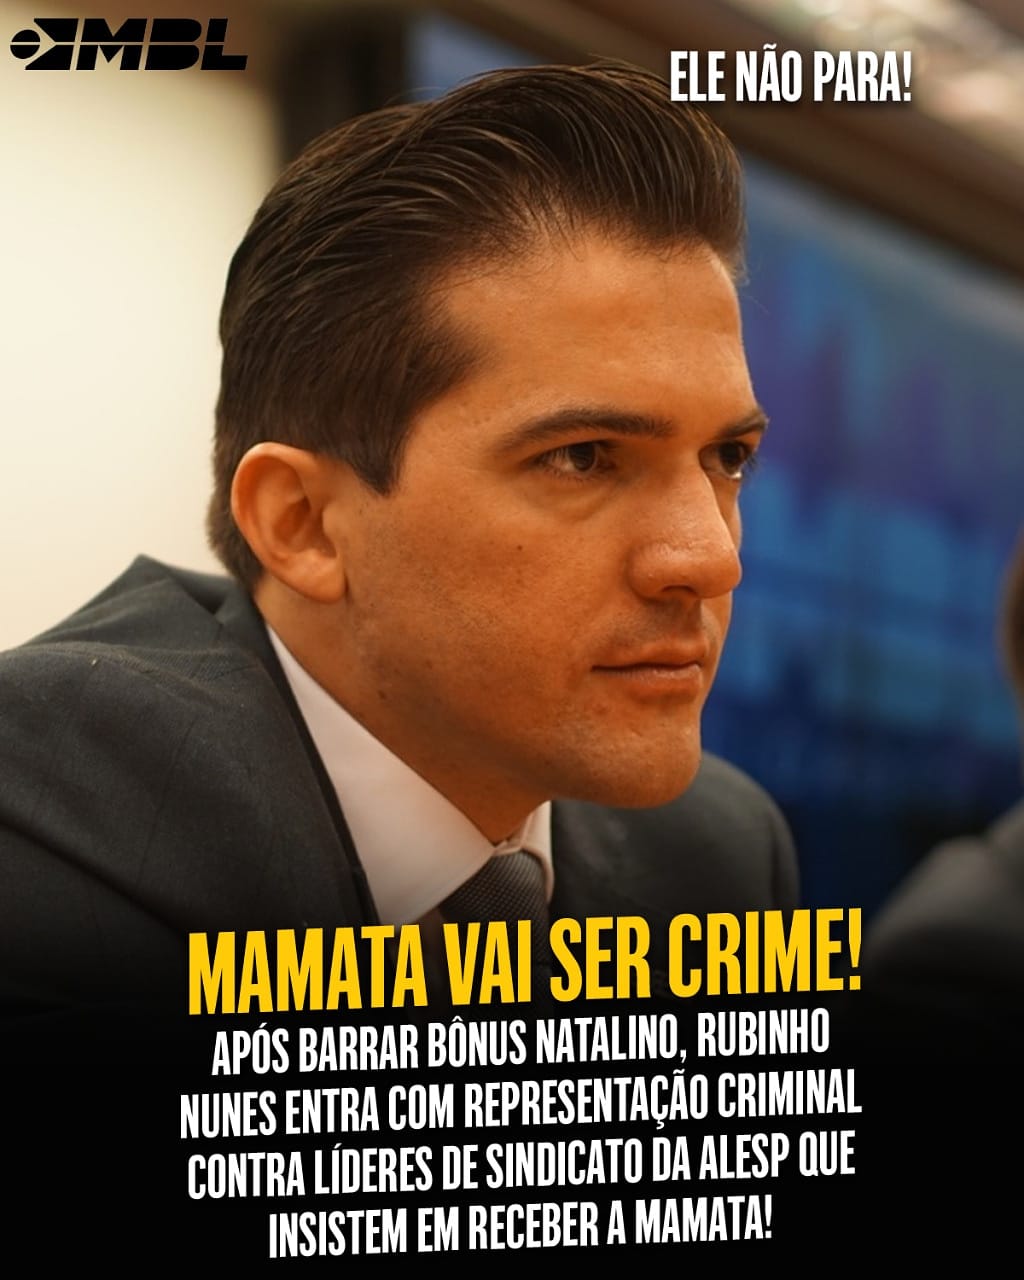 MBL
ELE NÃO PARA!
MAMATA VAI SER CRIME!
APÓS BARRAR BÔNUS NATALINO, RUBINHO
NUNES ENTRA COM REPRESENTAÇÃO CRIMINAL
CONTRA LÍDERES DE SINDICATO DA ALESP QUE
INSISTEM EM RECEBER A MAMATA!